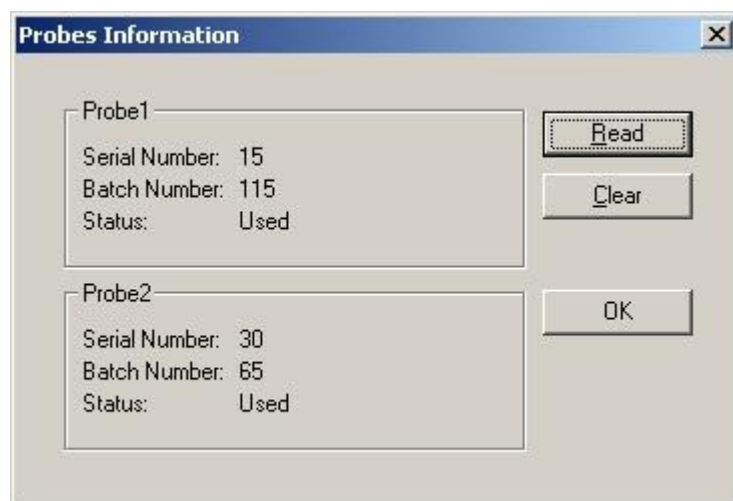 Probes Information
Probe1
Serial Number: 15
Batch Number: 115
Status: Used
Read
Clear
Probe2
Serial Number: 30
Batch Number: 65
Status: Used
OK